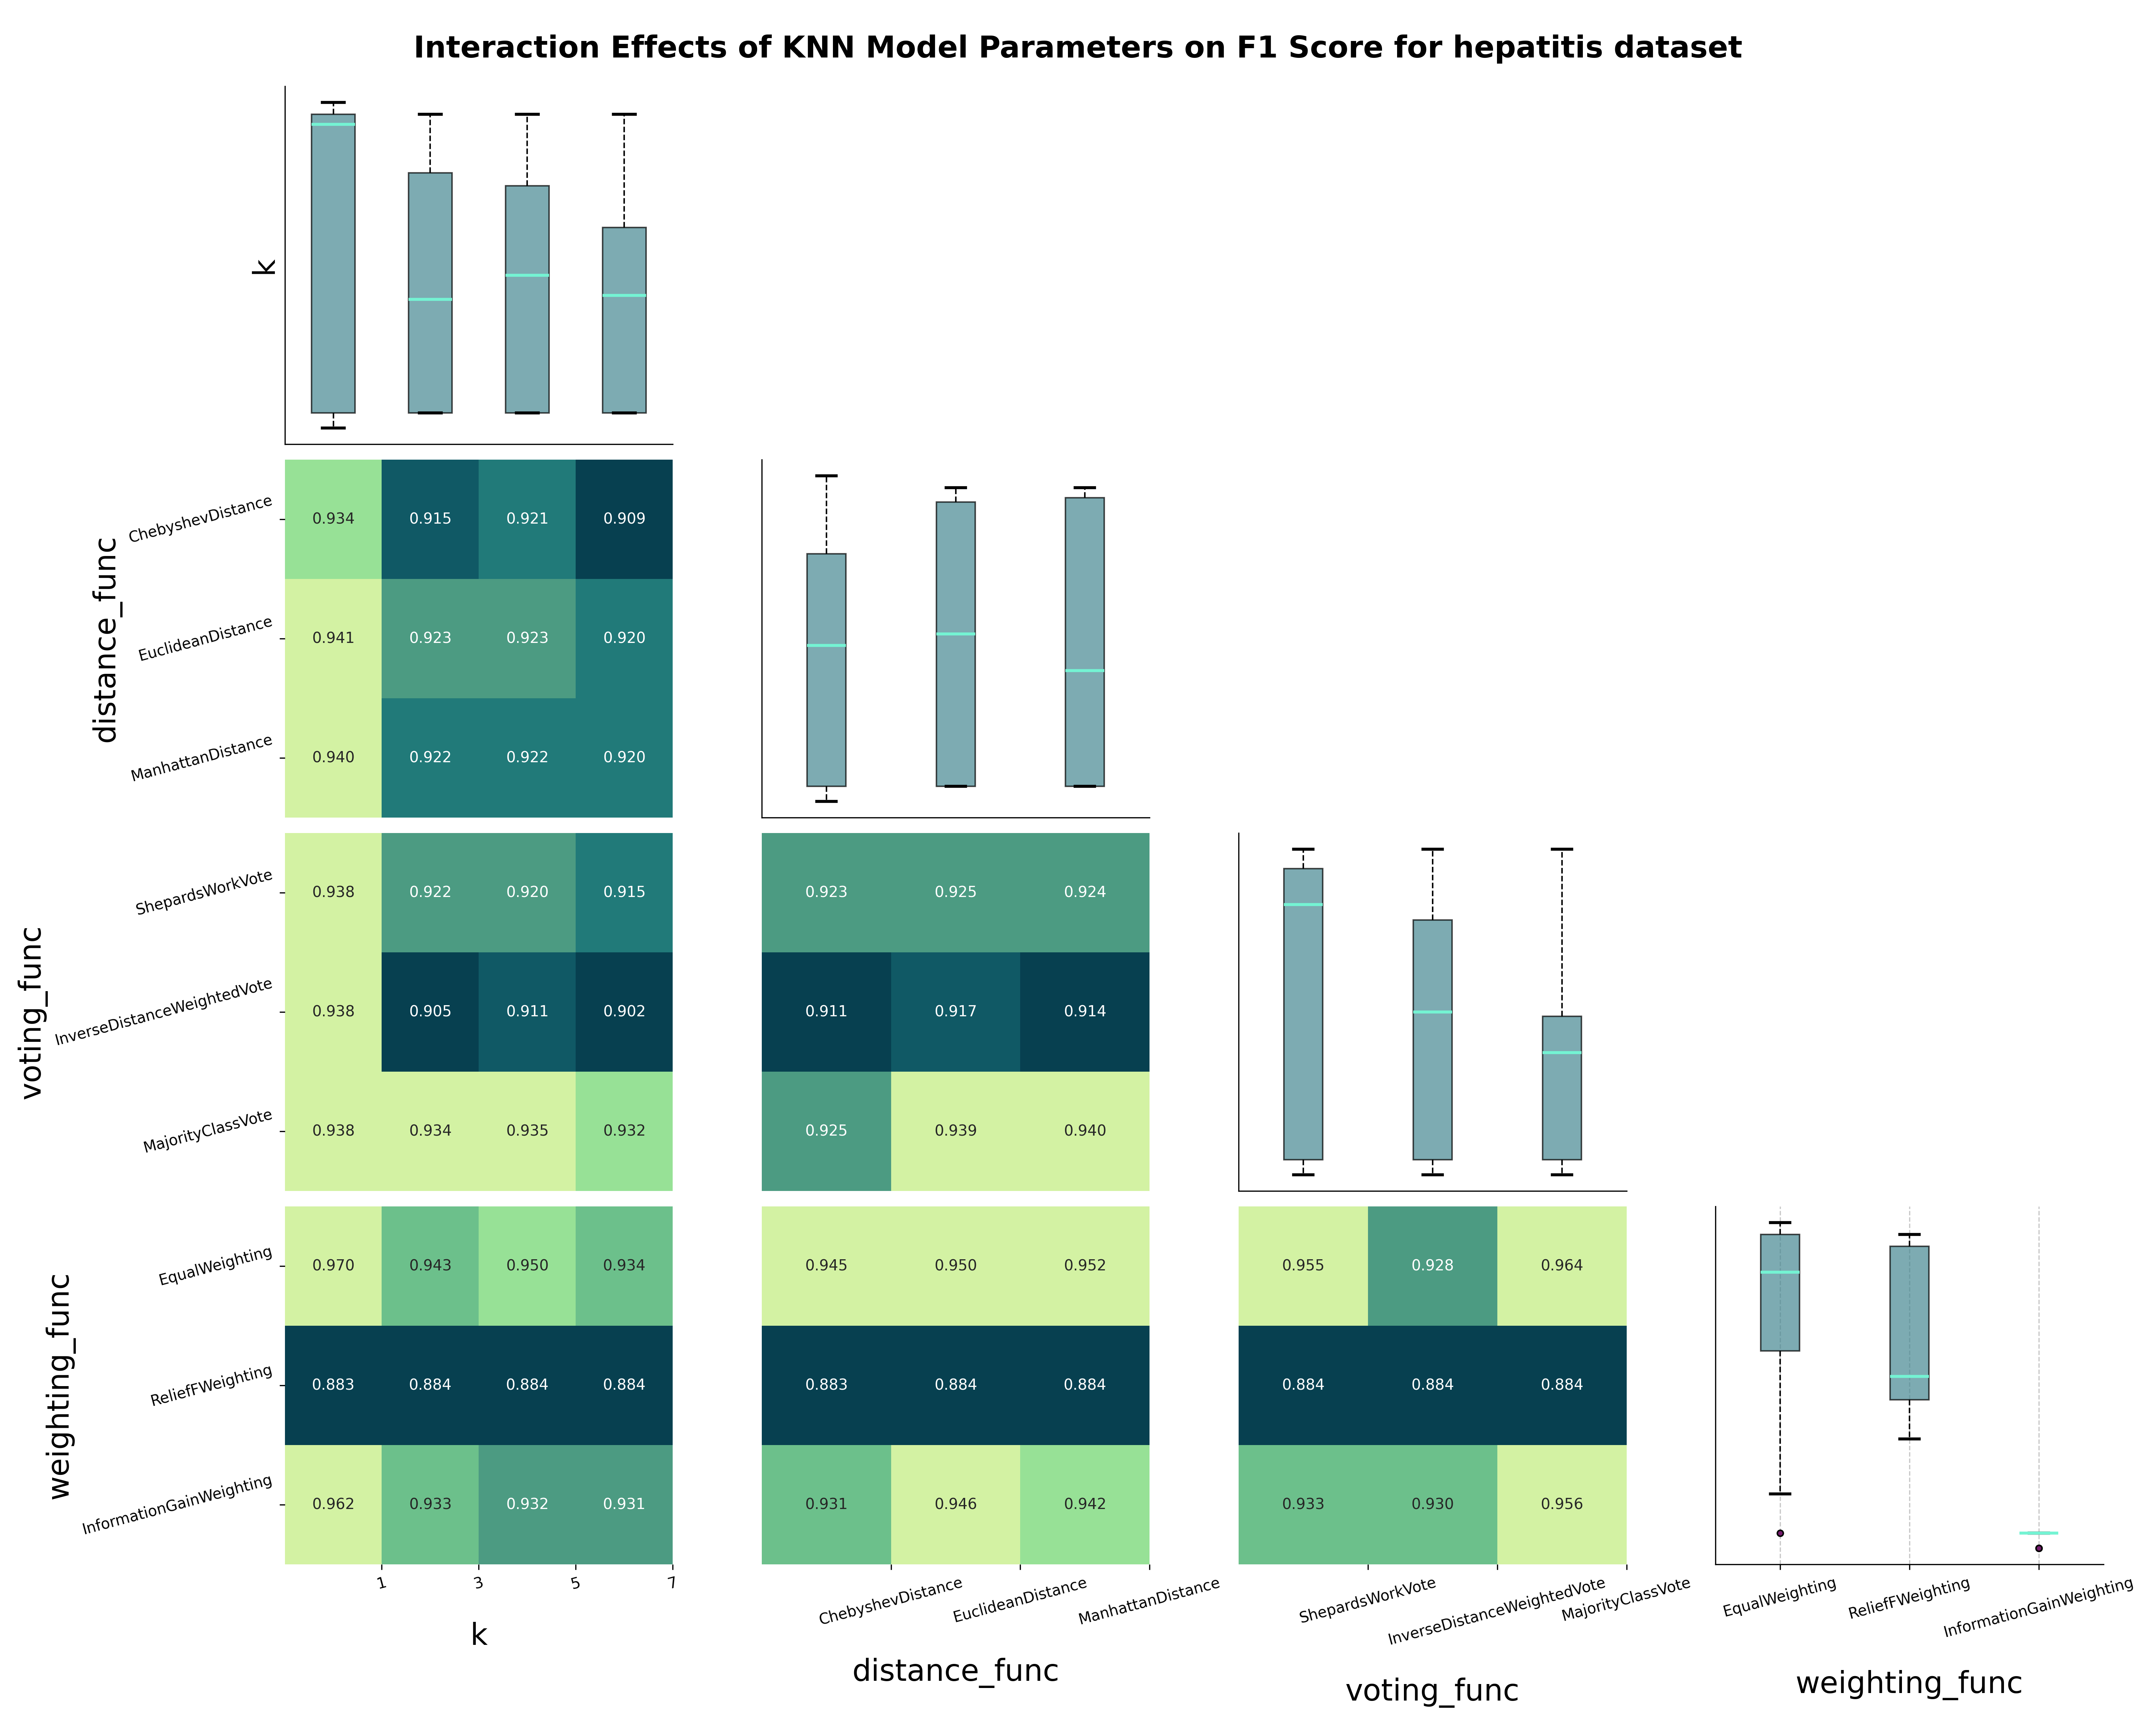 Interaction Effects of KNN Model Parameters on F1 Score for hepatitis dataset
k
distance_func
ChebyshevDistance
0.934 0.915 0.921 0.909
EuclideanDistance
0.941 0.923 0.923 0.920
ManhattanDistance
0.940 0.922 0.922 0.920
voting_func
ShepardsWorkVote
0.938 0.922 0.920 0.915 0.923 0.925 0.924
InverseDistanceWeightedVote
0.938 0.905 0.911 0.902 0.911 0.917 0.914
MajorityClassVote
0.938 0.934 0.935 0.932 0.925 0.939 0.940
weighting_func
EqualWeighting
0.970 0.943 0.950 0.934 0.945 0.950 0.952 0.955 0.928 0.964
ReliefFWeighting
0.883 0.884 0.884 0.884 0.883 0.884 0.884 0.884 0.884 0.884
InformationGainWeighting
0.962 0.933 0.932 0.931 0.931 0.946 0.942 0.933 0.930 0.956
1 3 5 7
k
ChebyshevDistance
EuclideanDistance
ManhattanDistance
distance_func
ShepardsWorkVote
InverseDistanceWeightedVote
MajorityClassVote
voting_func
EqualWeighting
ReliefFWeighting
InformationGainWeighting
weighting_func